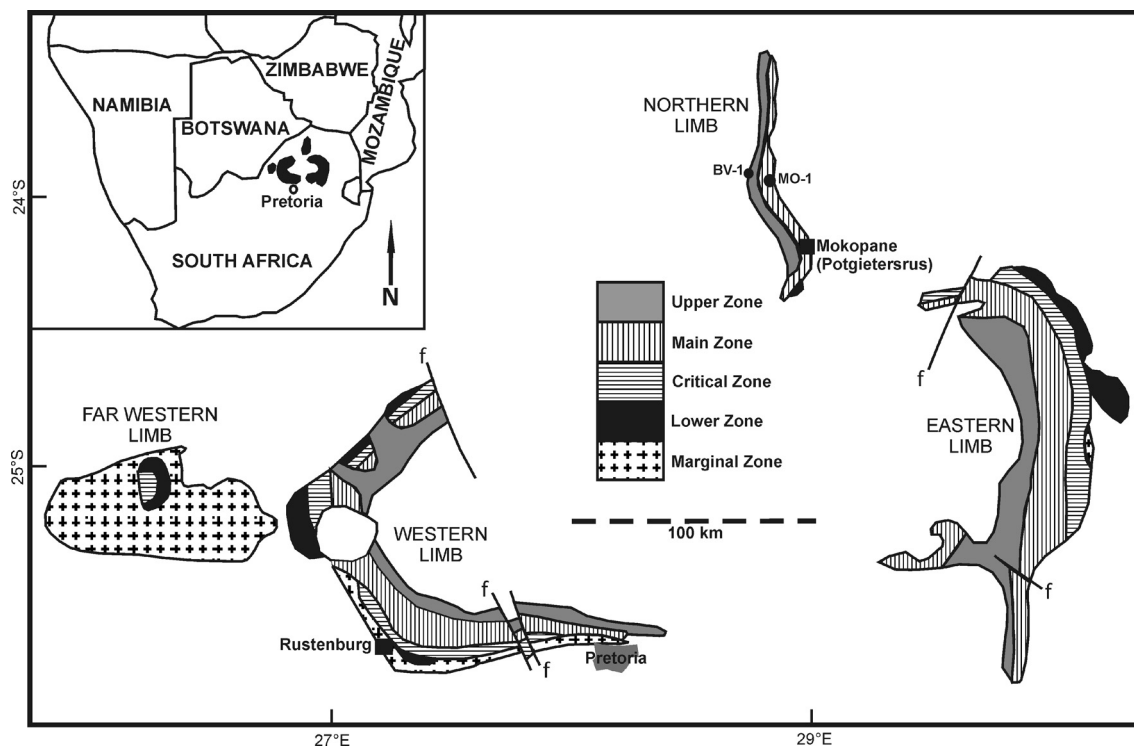 NAMIBIA
BOTSWANA
ZIMBABWE
MOZAMBIQUE
Pretoria
SOUTH AFRICA
N
24°S
25°S
27°E
29°E
NORTHERN
LIMB
BV-1
MO-1
Mokopane
(Potgietersrus)
Upper Zone
Main Zone
Critical Zone
Lower Zone
Marginal Zone
100 km
FAR WESTERN
LIMB
WESTERN
LIMB
EASTERN
LIMB
f
f
f
f
f
Rustenburg
Pretoria